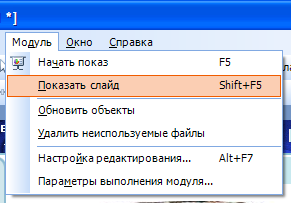 *]
Модуль Окно Справка
Начать показ F5
Показать слайд Shift+F5
Обновить объекты
Удалить неиспользуемые файлы
Настройка редактирования... Alt+F7
Параметры выполнения модуля...